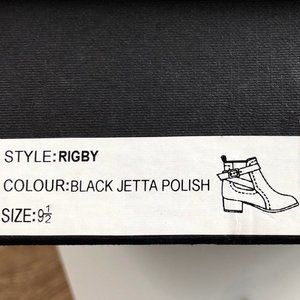 STYLE: RIGBY
COLOUR: BLACK JETTA POLISH
SIZE: 9½